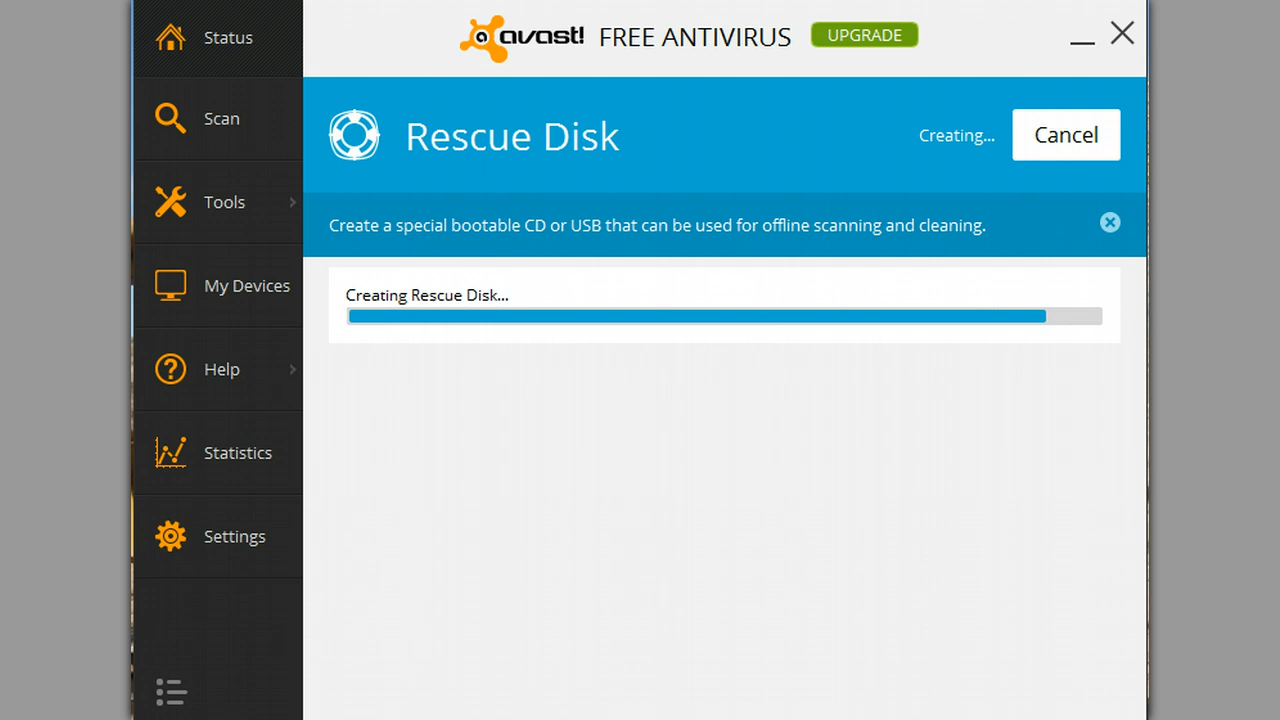 Status
Scan
Tools
My Devices
Help
Statistics
Settings
avast! FREE ANTIVIRUS UPGRADE
Rescue Disk
Creating... Cancel
Create a special bootable CD or USB that can be used for offline scanning and cleaning.
Creating Rescue Disk...